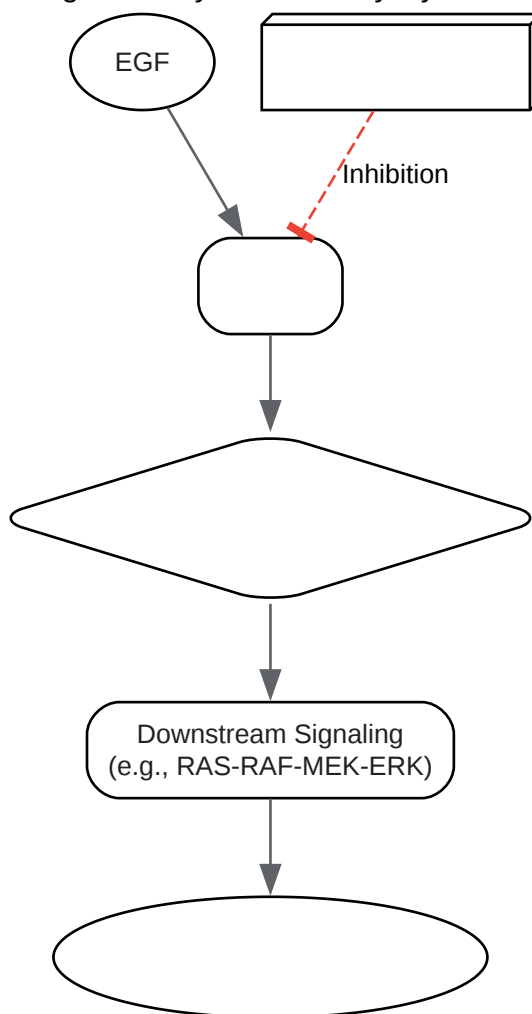 EGF
Inhibition
Downstream Signaling
(e.g., RAS-RAF-MEK-ERK)